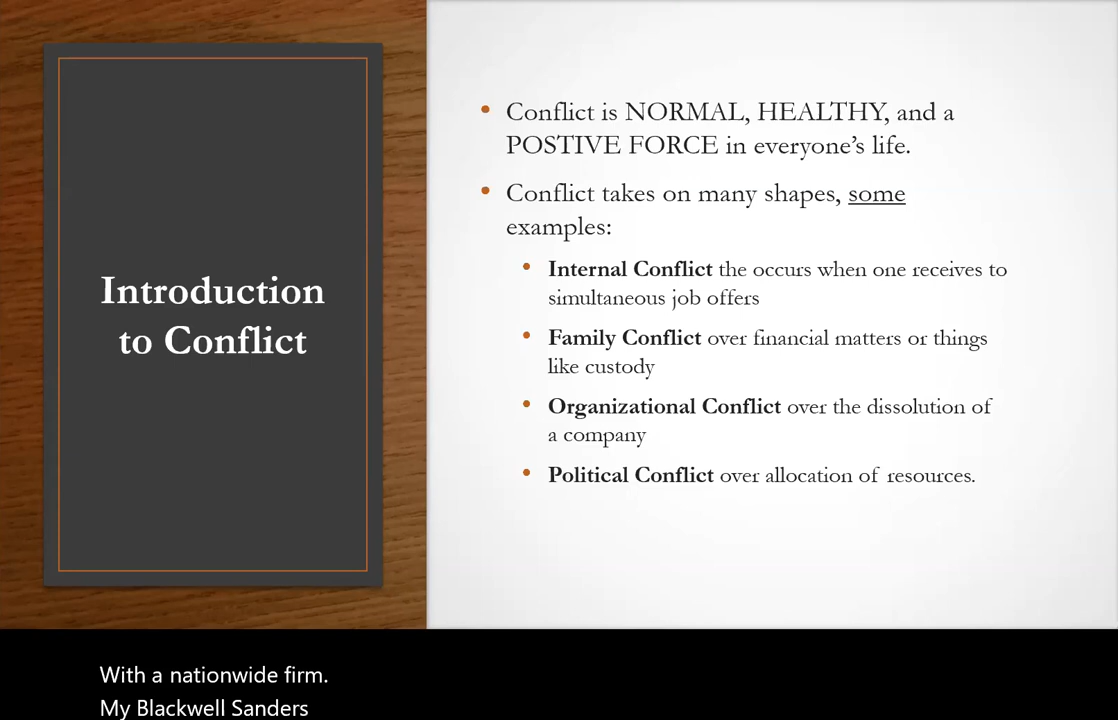 Introduction
to Conflict
• Conflict is NORMAL, HEALTHY, and a
POSTIVE FORCE in everyone’s life.
• Conflict takes on many shapes, some
examples:
• Internal Conflict the occurs when one receives to
simultaneous job offers
• Family Conflict over financial matters or things
like custody
• Organizational Conflict over the dissolution of
a company
• Political Conflict over allocation of resources.
With a nationwide firm.
My Blackwell Sanders